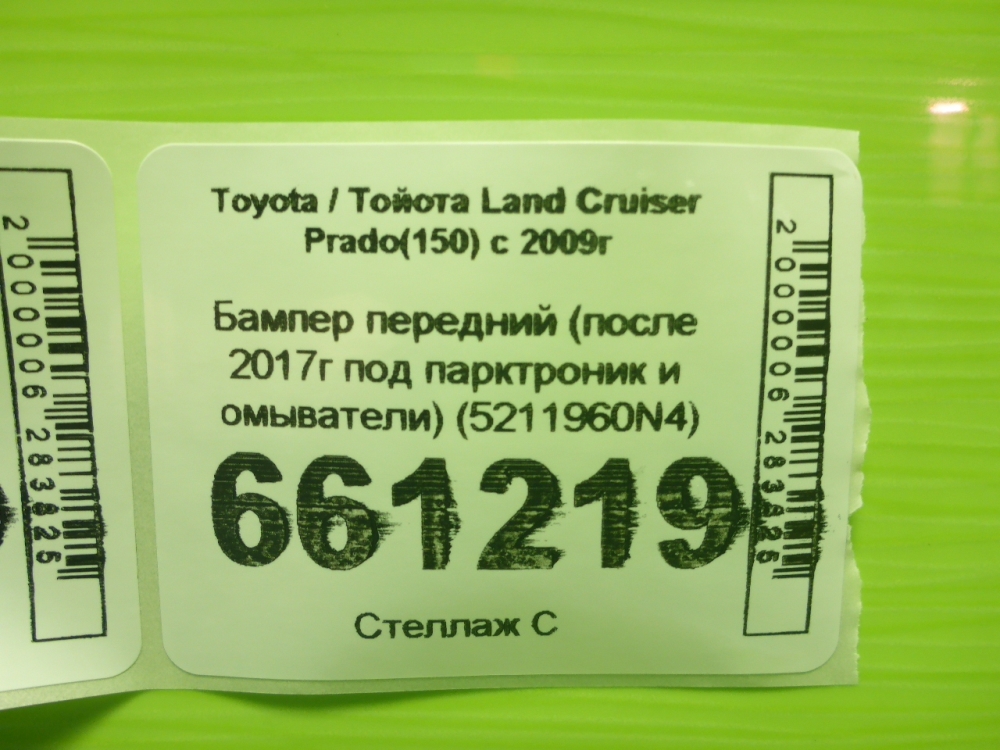 Toyota / Тойота Land Cruiser
Prado(150) с 2009г
Бампер передний (после
2017г под парктроник и
омыватели) (5211960N4)
661219
Стеллаж С
2000006283825
2000006283825